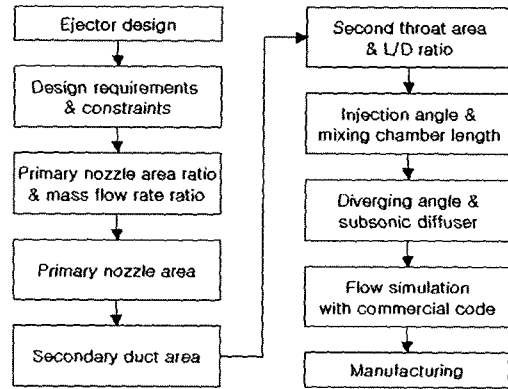 Ejector design
Design requirements
& constraints
Primary nozzle area ratio
& mass flow rate ratio
Primary nozzle area
Secondary duct area
Second throat area
& L/D ratio
Injection angle &
mixing chamber length
Diverging angle &
subsonic diffuser
Flow simulation
with commercial code
Manufacturing